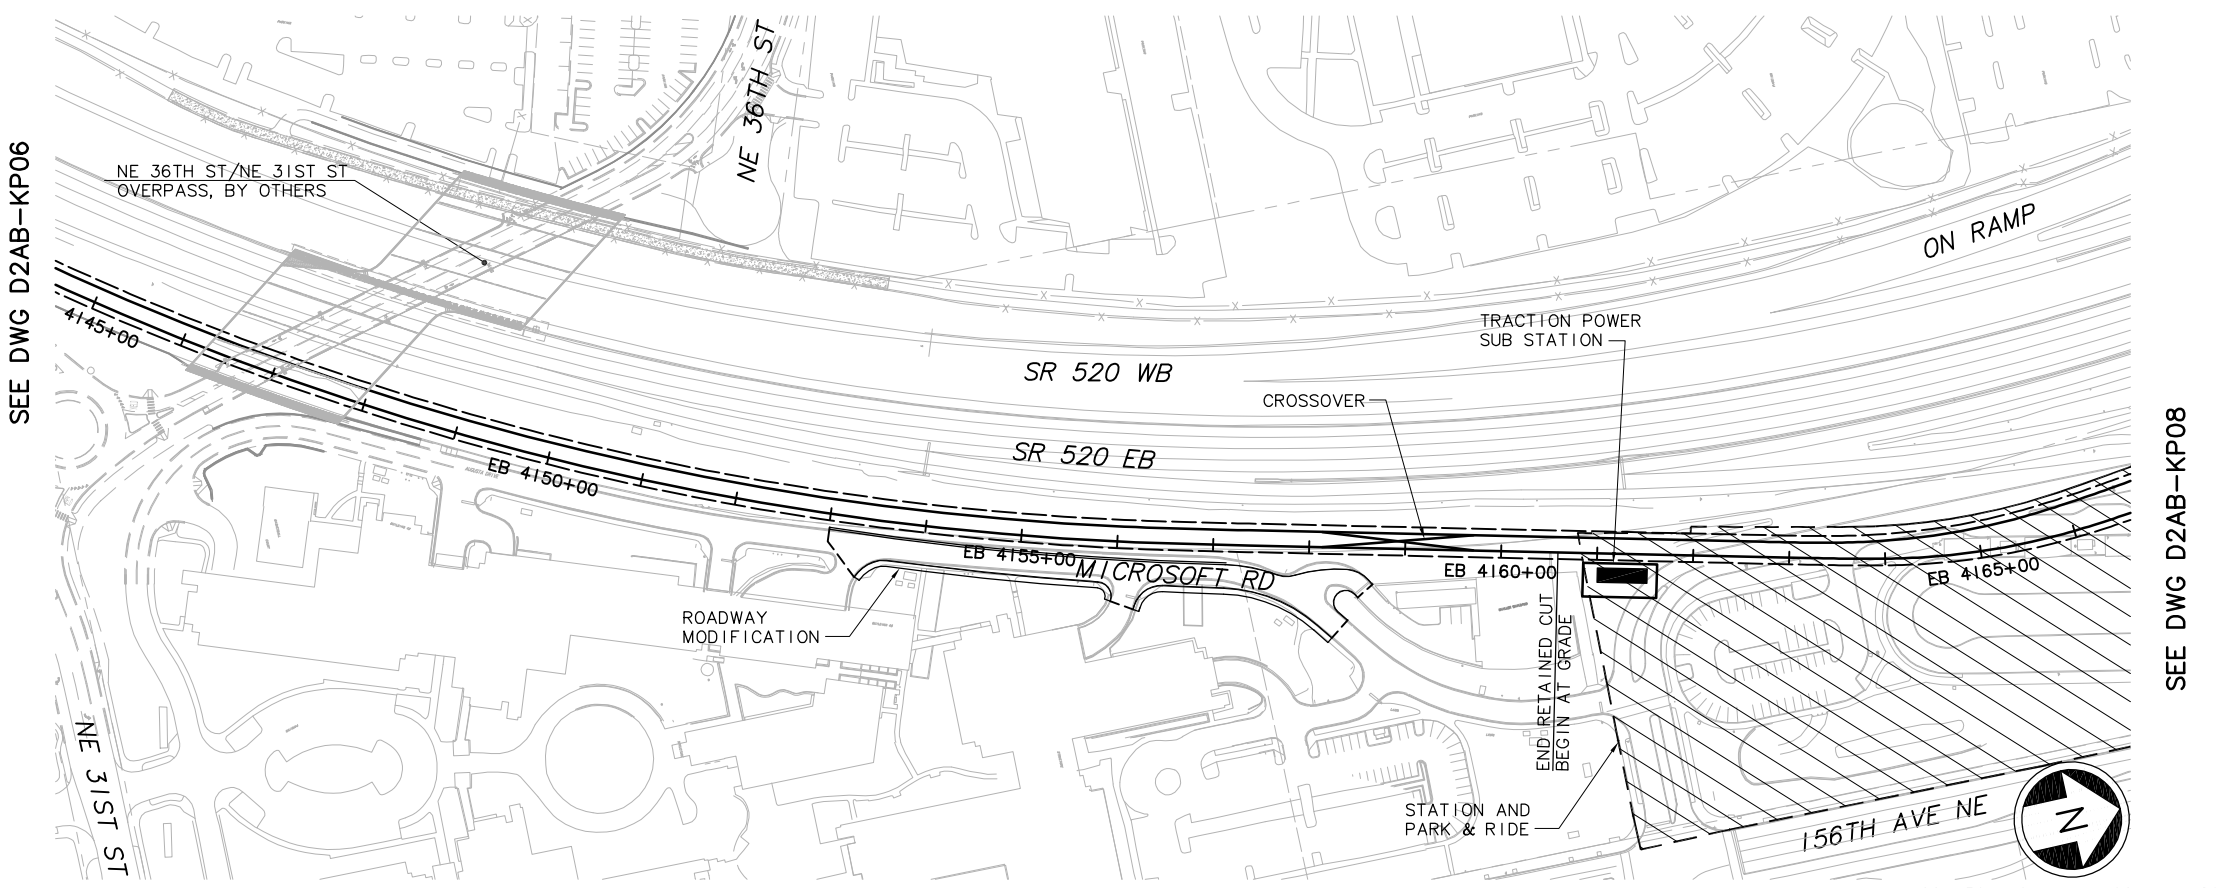 SEE DWG D2AB-KP06
NE 36TH ST/NE 31ST ST
OVERPASS, BY OTHERS
NE 36TH ST
ON RAMP
4145+00
TRACTION POWER
SUB STATION
SR 520 WB
CROSSOVER
SR 520 EB
EB 4150+00
EB 4155+00
MICROSOFT RD
EB 4160+00
EB 4165+00
ROADWAY
MODIFICATION
END RETAINED CUT
BEGIN AT GRADE
NE 31ST ST
STATION AND
PARK & RIDE
156TH AVE NE
N
SEE DWG D2AB-KP08